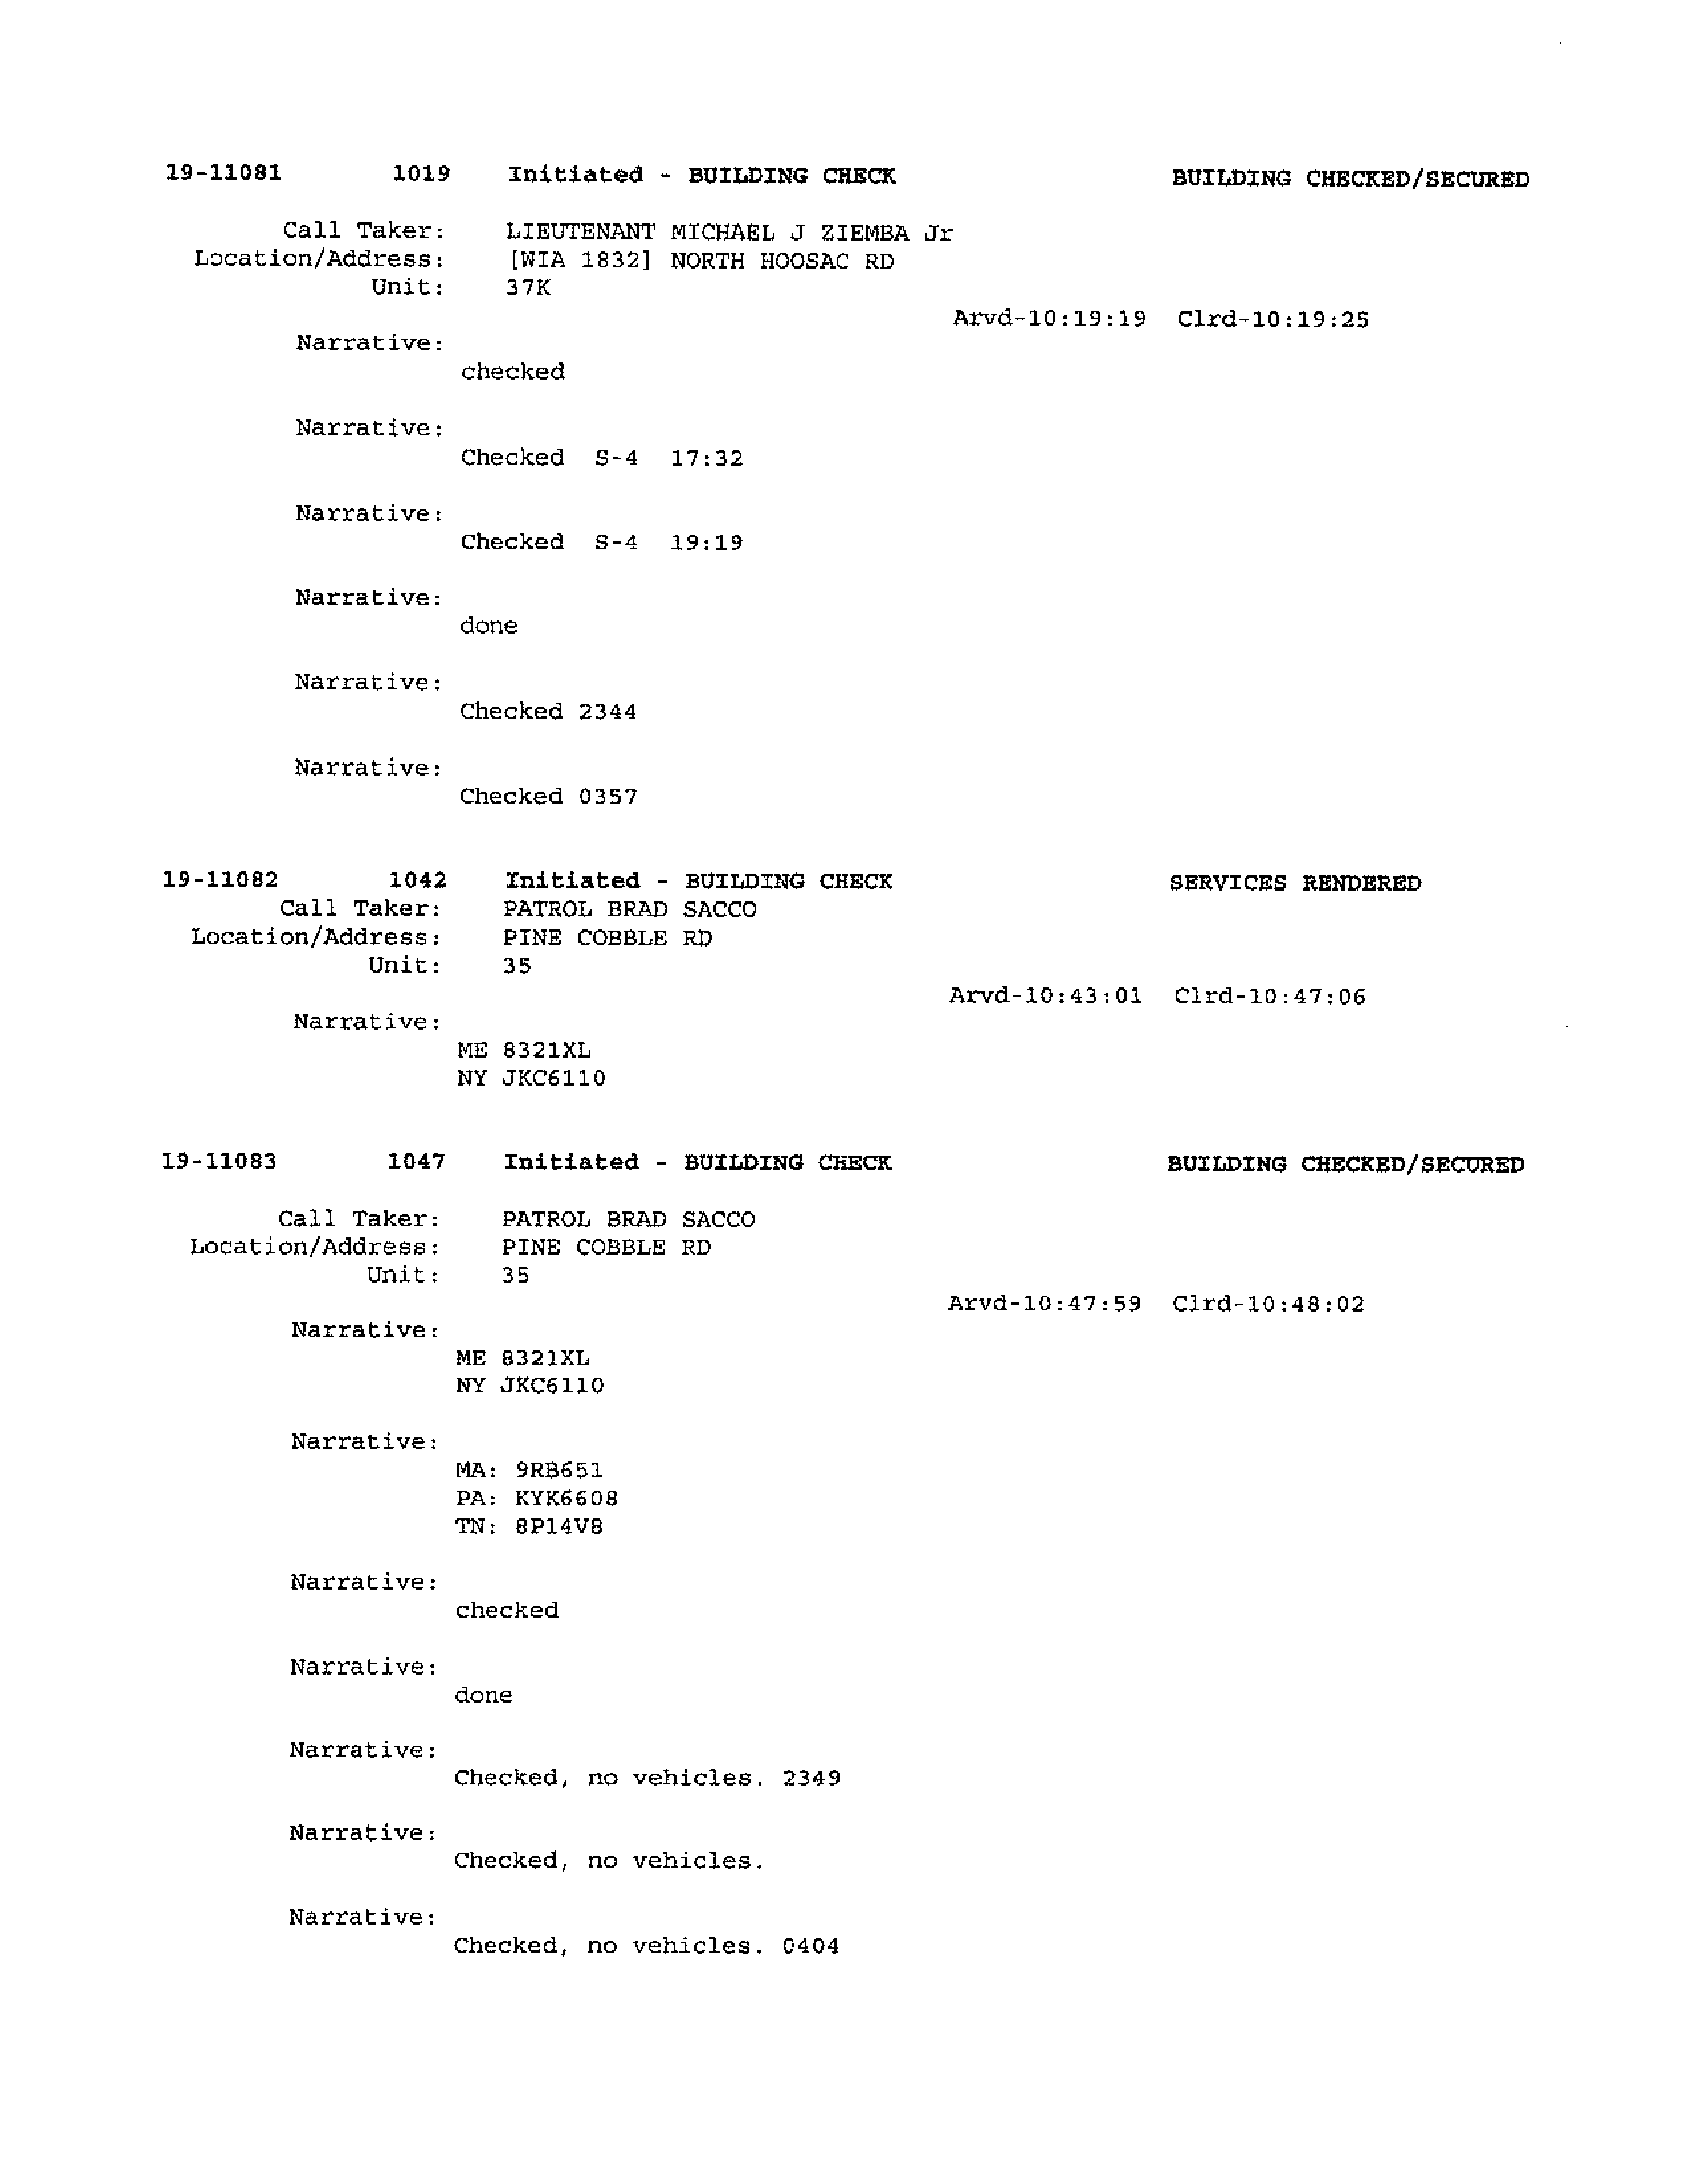 19-11081 1019 Initiated - BUILDING CHECK BUILDING CHECKED/SECURED
Call Taker: LIEUTENANT MICHAEL J ZIEMBA Jr
Location/Address: [WIA 1832] NORTH HOOSAC RD
Unit: 37K
Arvd-10:19:19 Clrd-10:19:25
Narrative:
checked
Narrative:
Checked S-4 17:32
Narrative:
Checked S-4 19:19
Narrative:
done
Narrative:
Checked 2344
Narrative:
Checked 0357
19-11082 1042 Initiated - BUILDING CHECK SERVICES RENDERED
Call Taker: PATROL BRAD SACCO
Location/Address: PINE COBBLE RD
Unit: 35
Arvd-10:43:01 Clrd-10:47:06
Narrative:
ME 8321XL
NY JKC6110
19-11083 1047 Initiated - BUILDING CHECK BUILDING CHECKED/SECURED
Call Taker: PATROL BRAD SACCO
Location/Address: PINE COBBLE RD
Unit: 35
Arvd-10:47:59 Clrd-10:48:02
Narrative:
ME 8321XL
NY JKC6110
Narrative:
MA: 9RB651
PA: KYK6608
TN: 8P14V8
Narrative:
checked
Narrative:
done
Narrative:
Checked, no vehicles. 2349
Narrative:
Checked, no vehicles.
Narrative:
Checked, no vehicles. 0404